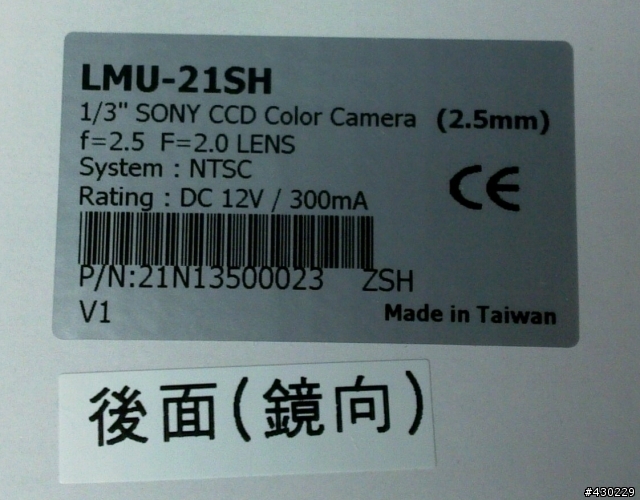 LMU-21SH
1/3" SONY CCD Color Camera (2.5mm)
f=2.5 F=2.0 LENS
System : NTSC
Rating : DC 12V / 300mA
CE
P/N:21N13500023 ZSH
V1 Made in Taiwan
後面(鏡向)
#430229